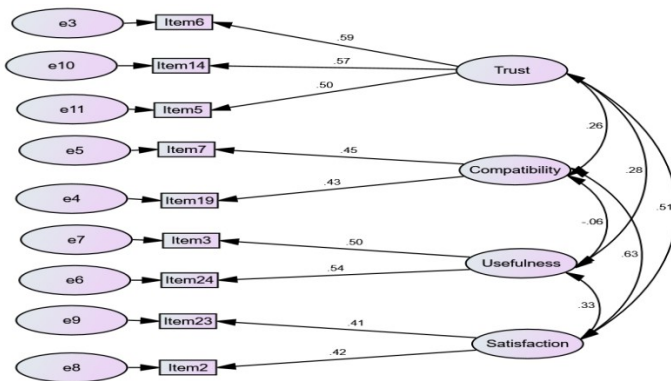 e3 Item6
.59
Trust
e10 Item14
.57
e11 Item5
.50
e5 Item7
.45
.26
Compatibility
.28
.51
e4 Item19
.43
-.06
.63
e7 Item3
.50
Usefulness
e6 Item24
.54
e9 Item23
.41
.33
Satisfaction
e8 Item2
.42